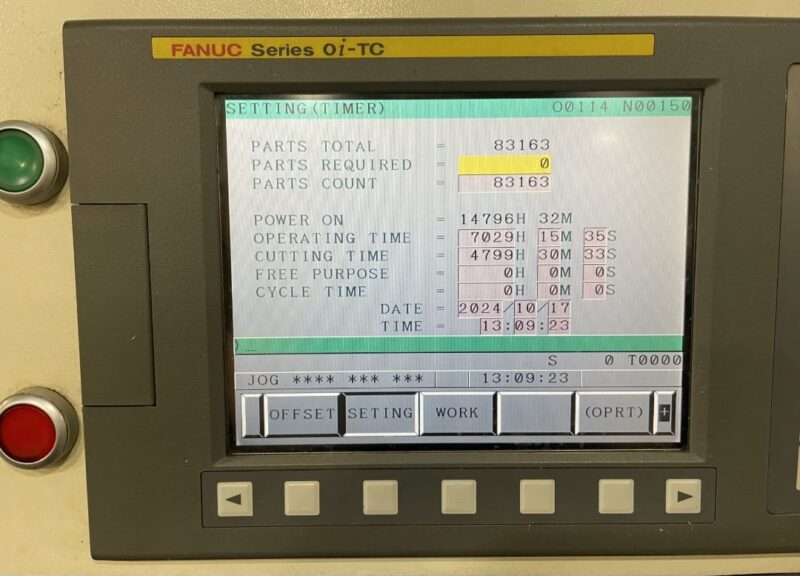 FANUC Series 0i-TC
SETTING(TIMER) O0114 N00150
PARTS TOTAL = 83163
PARTS REQUIRED = 0
PARTS COUNT = 83163
POWER ON = 14796H 32M
OPERATING TIME = 7029H 15M 35S
CUTTING TIME = 4799H 30M 33S
FREE PURPOSE = 0H 0M 0S
CYCLE TIME = 0H 0M 0S
DATE = 2024/10/17
TIME = 13:09:23
)_
S 0 T0000
JOG **** *** *** 13:09:23
OFFSET SETING WORK (OPRT) +